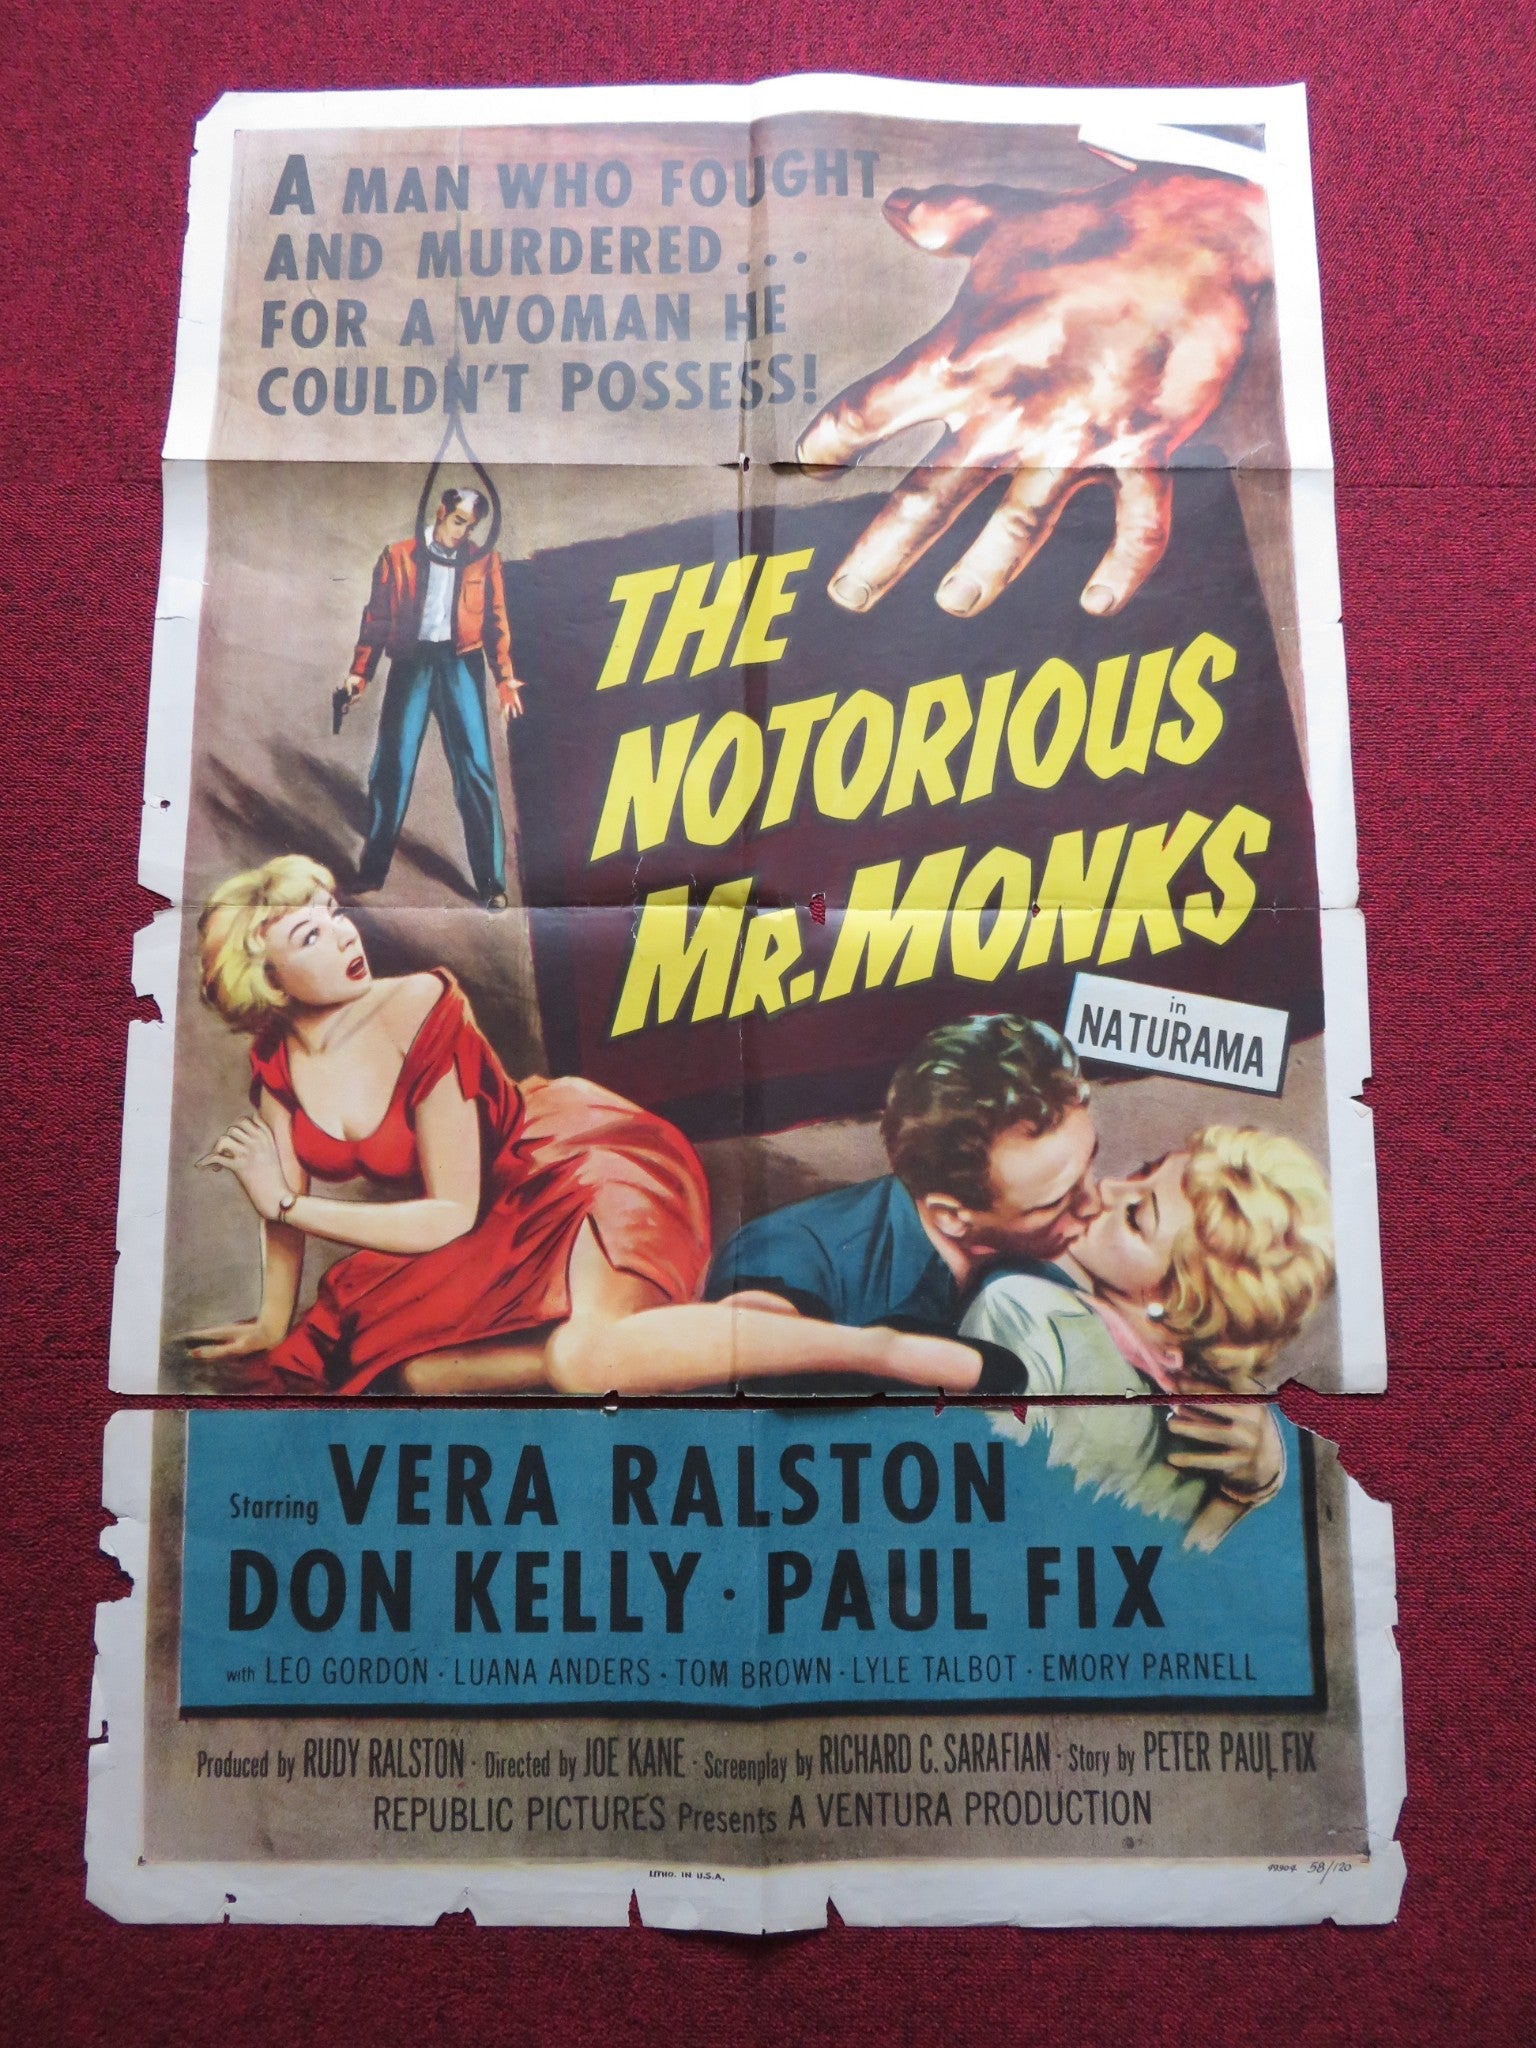 A MAN WHO FOUGHT
AND MURDERED...
FOR A WOMAN HE
COULDN'T POSSESS!
THE
NOTORIOUS
MR. MONKS
in
NATURAMA
Starring VERA RALSTON
DON KELLY · PAUL FIX
with LEO GORDON · LUANA ANDERS · TOM BROWN · LYLE TALBOT · EMORY PARNELL
Produced by RUDY RALSTON · Directed by JOE KANE · Screenplay by RICHARD C. SARAFIAN · Story by PETER PAUL FIX
REPUBLIC PICTURES Presents A VENTURA PRODUCTION
LITHO. IN U.S.A.
58/120